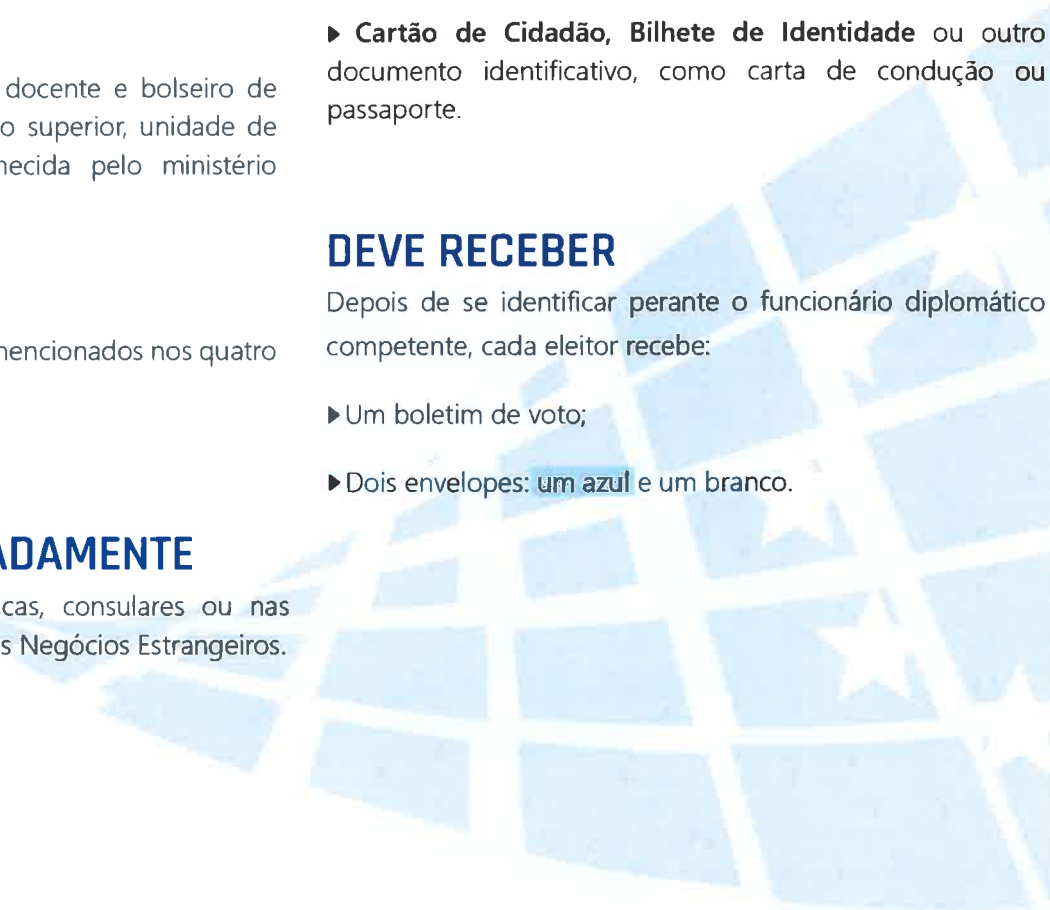 docente e bolseiro de
o superior, unidade de
hecida pelo ministério
mencionados nos quatro
ADAMENTE
cas, consulares ou nas
s Negócios Estrangeiros.
▶ Cartão de Cidadão, Bilhete de Identidade ou outro
documento identificativo, como carta de condução ou
passaporte.
DEVE RECEBER
Depois de se identificar perante o funcionário diplomático
competente, cada eleitor recebe:
▶ Um boletim de voto;
▶ Dois envelopes: um azul e um branco.